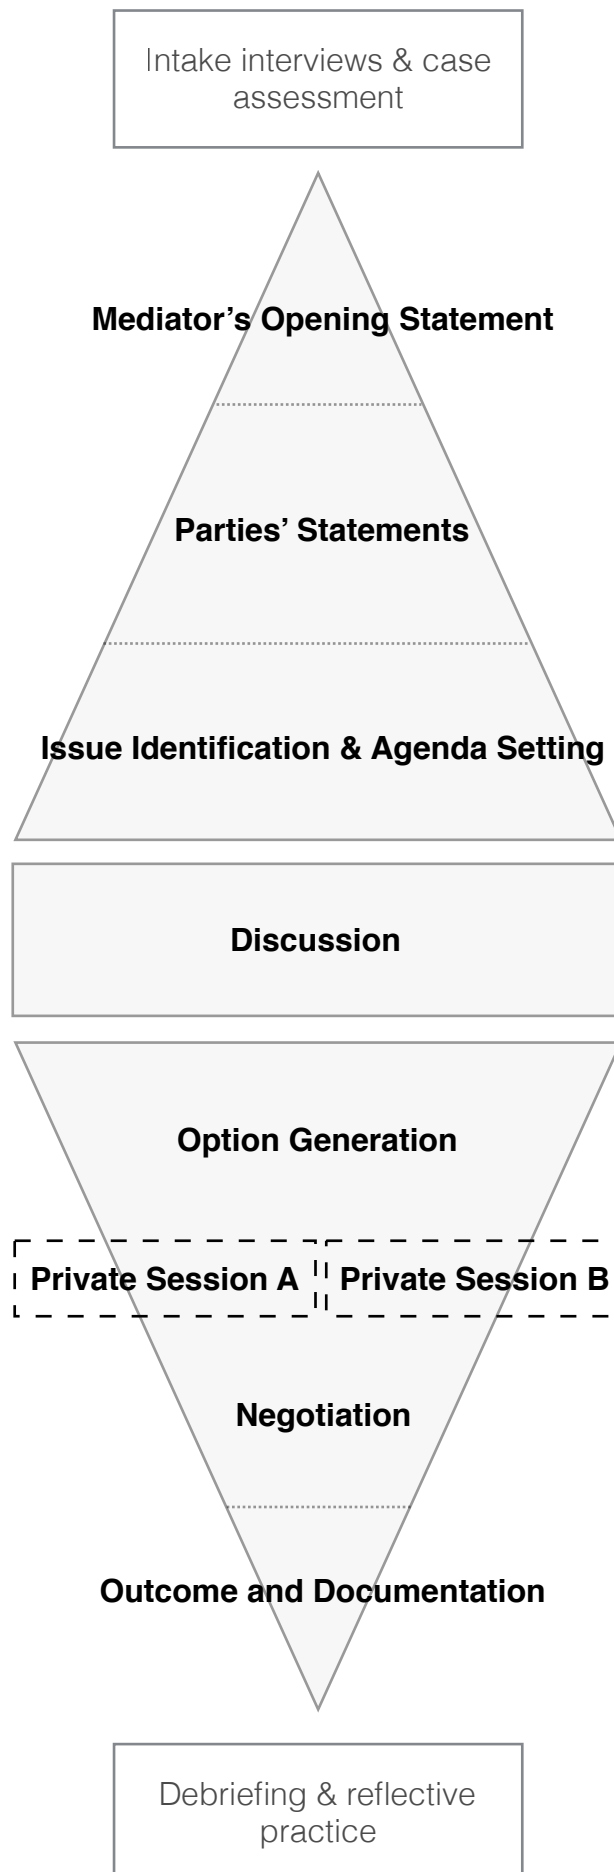 Intake interviews & case
assessment
Mediator’s Opening Statement
Parties’ Statements
Issue Identification & Agenda Setting
Discussion
Option Generation
Private Session A
Private Session B
Negotiation
Outcome and Documentation
Debriefing & reflective
practice